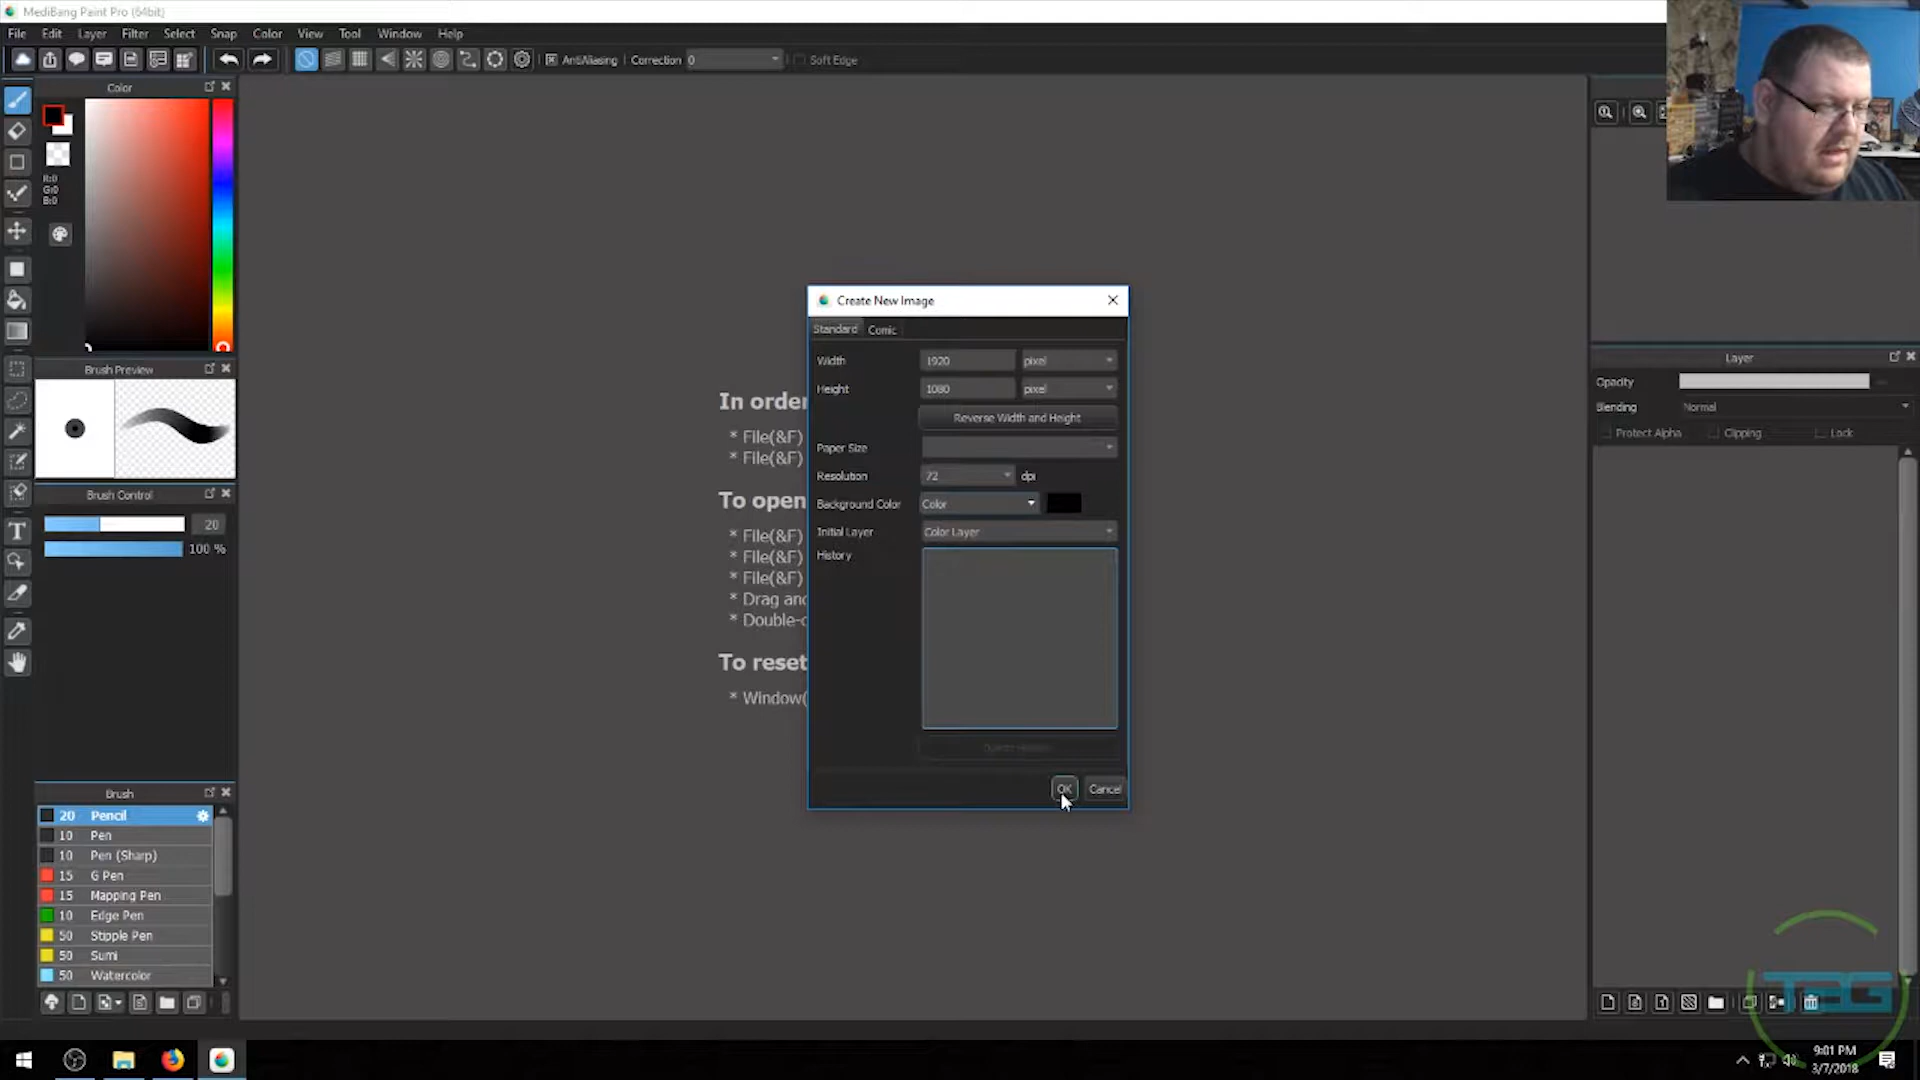 MediBang Paint Pro (64bit)
File Edit Layer Filter Select Snap Color View Tool Window Help
AntiAliasing Correction 0 Soft Edge
Color
R:0
G:0
B:0
Brush Preview
Brush Control
20
100 %
Brush
20 Pencil
10 Pen
10 Pen (Sharp)
15 G Pen
15 Mapping Pen
10 Edge Pen
50 Stipple Pen
50 Sumi
50 Watercolor
In order
* File(&F)
* File(&F)
To open
* File(&F)
* File(&F)
* File(&F)
* Drag and
* Double-c
To reset
* Window(
Create New Image
Standard Comic
Width 1920 pixel
Height 1080 pixel
Reverse Width and Height
Paper Size
Resolution 72 dpi
Background Color Color
Initial Layer Color Layer
History
OK Cancel
Layer
Opacity
Blending Normal
Protect Alpha Clipping Lock
TEG
9:01 PM
3/7/2018